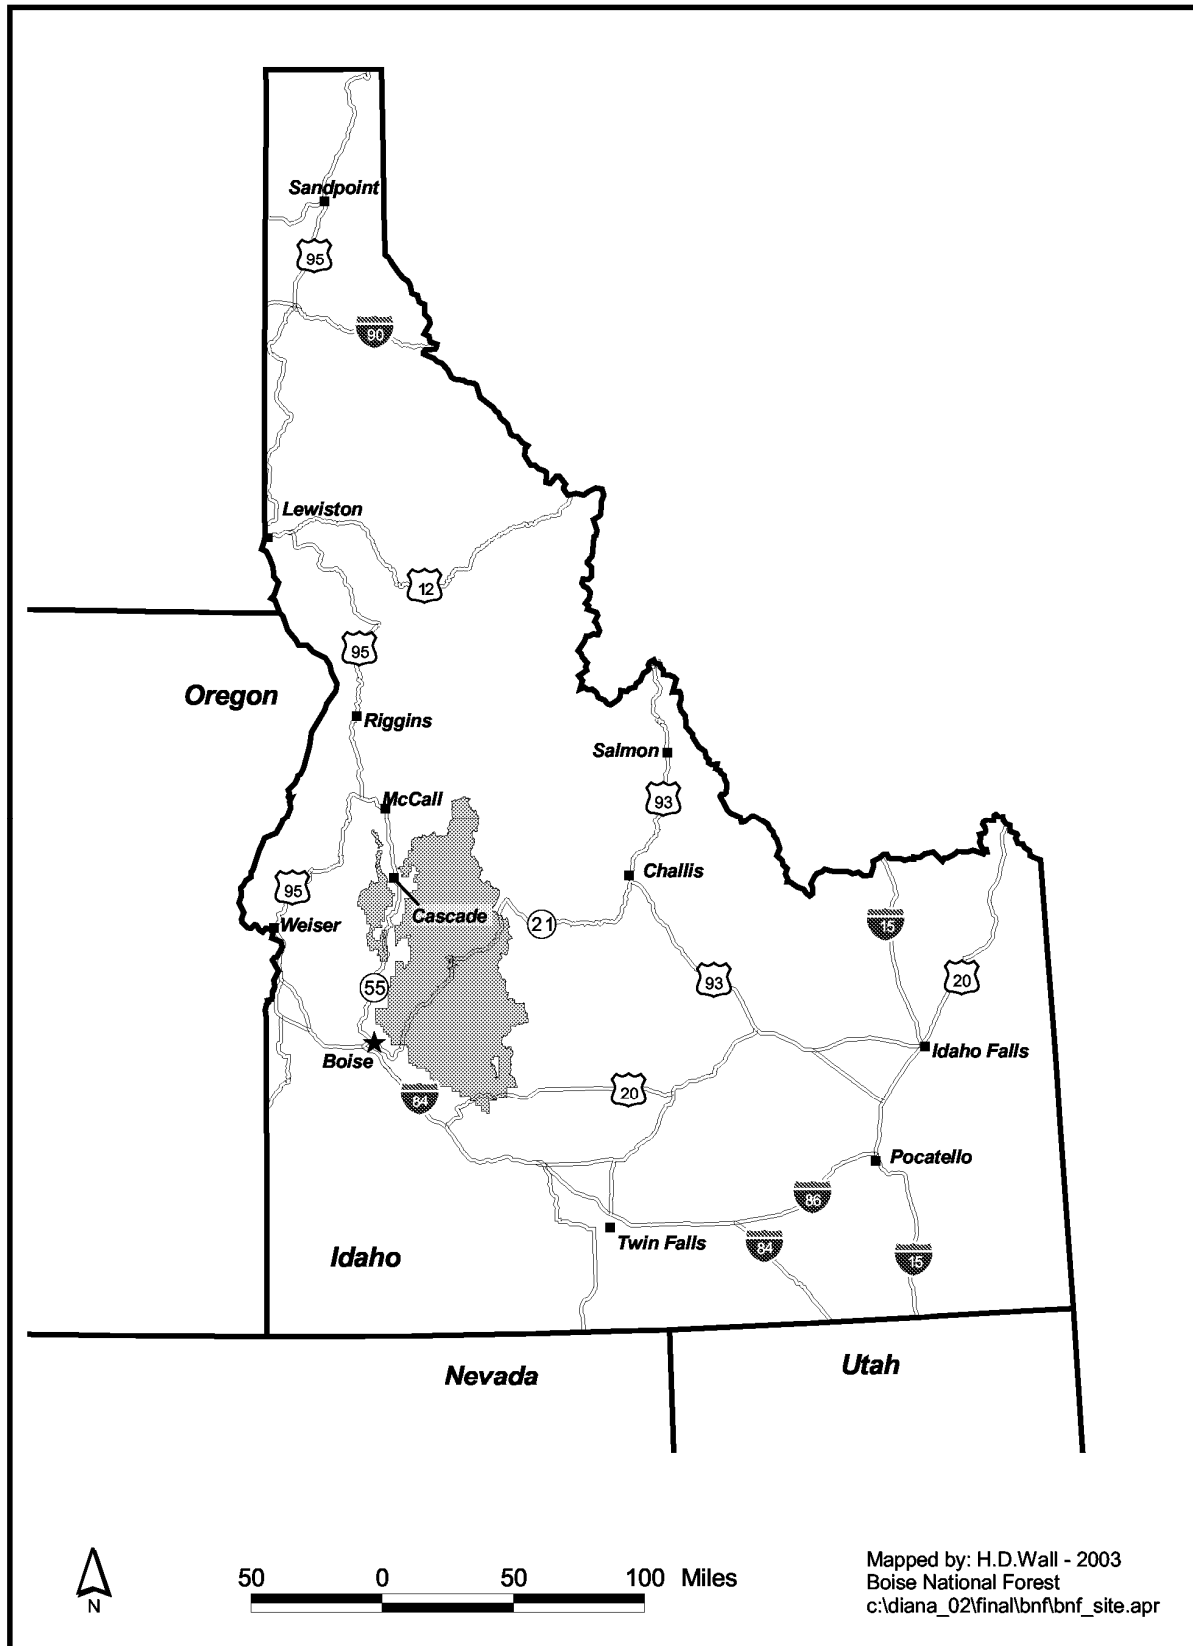 Sandpoint
95
90
Lewiston
12
95
Oregon
Riggins
Salmon
McCall
93
Challis
95
Cascade
Weiser
21
15
55
93
20
Boise
Idaho Falls
84
20
Pocatello
86
Twin Falls
84
15
Idaho
Nevada
Utah
N
50 0 50 100 Miles
Mapped by: H.D.Wall - 2003
Boise National Forest
c:\diana_02\final\bnf\bnf_site.apr